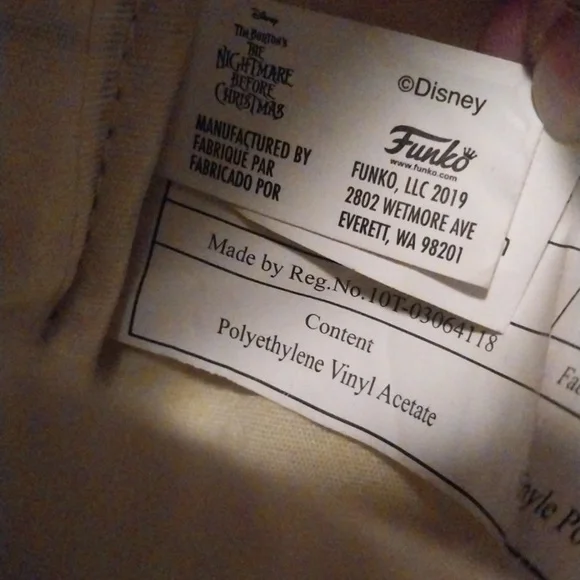 Disney
TIM BURTON'S
THE
NIGHTMARE
BEFORE
CHRISTMAS
MANUFACTURED BY
FABRIQUÉ PAR
FABRICADO POR
©Disney
Funko
www.funko.com
FUNKO, LLC 2019
2802 WETMORE AVE
EVERETT, WA 98201
Made by Reg.No.10T-03064118
Content
Polyethylene Vinyl Acetate